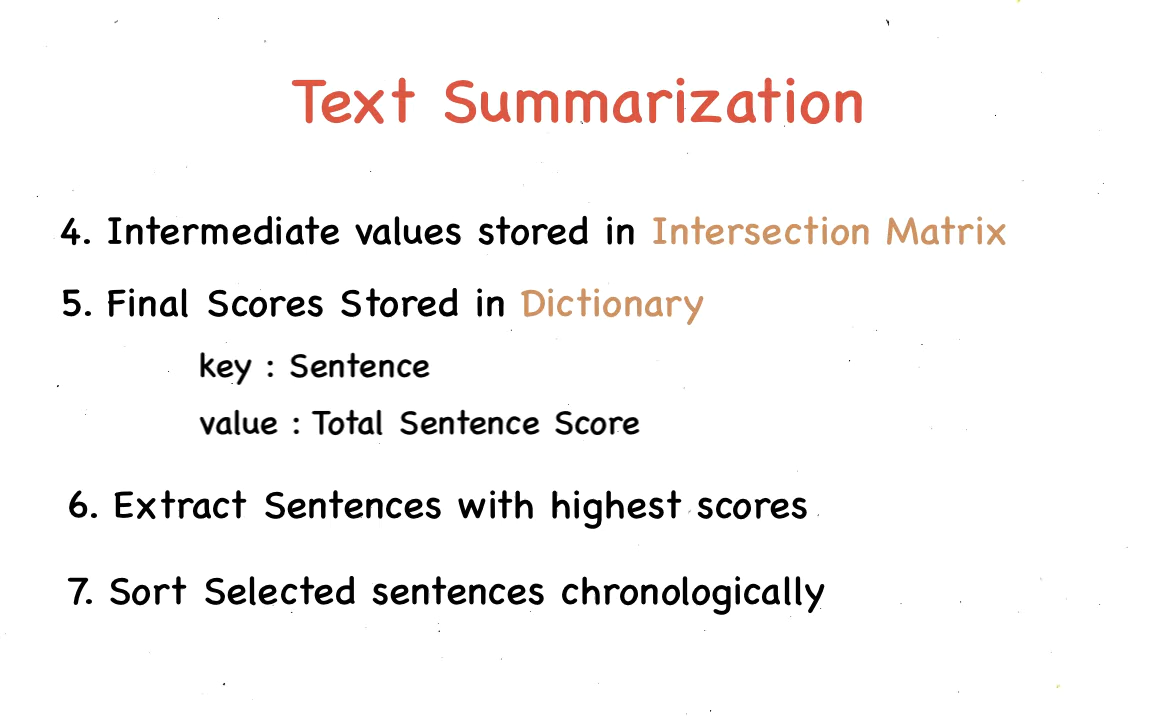 Text Summarization
4. Intermediate values stored in Intersection Matrix
5. Final Scores Stored in Dictionary
key : Sentence
value : Total Sentence Score
6. Extract Sentences with highest scores
7. Sort Selected sentences chronologically